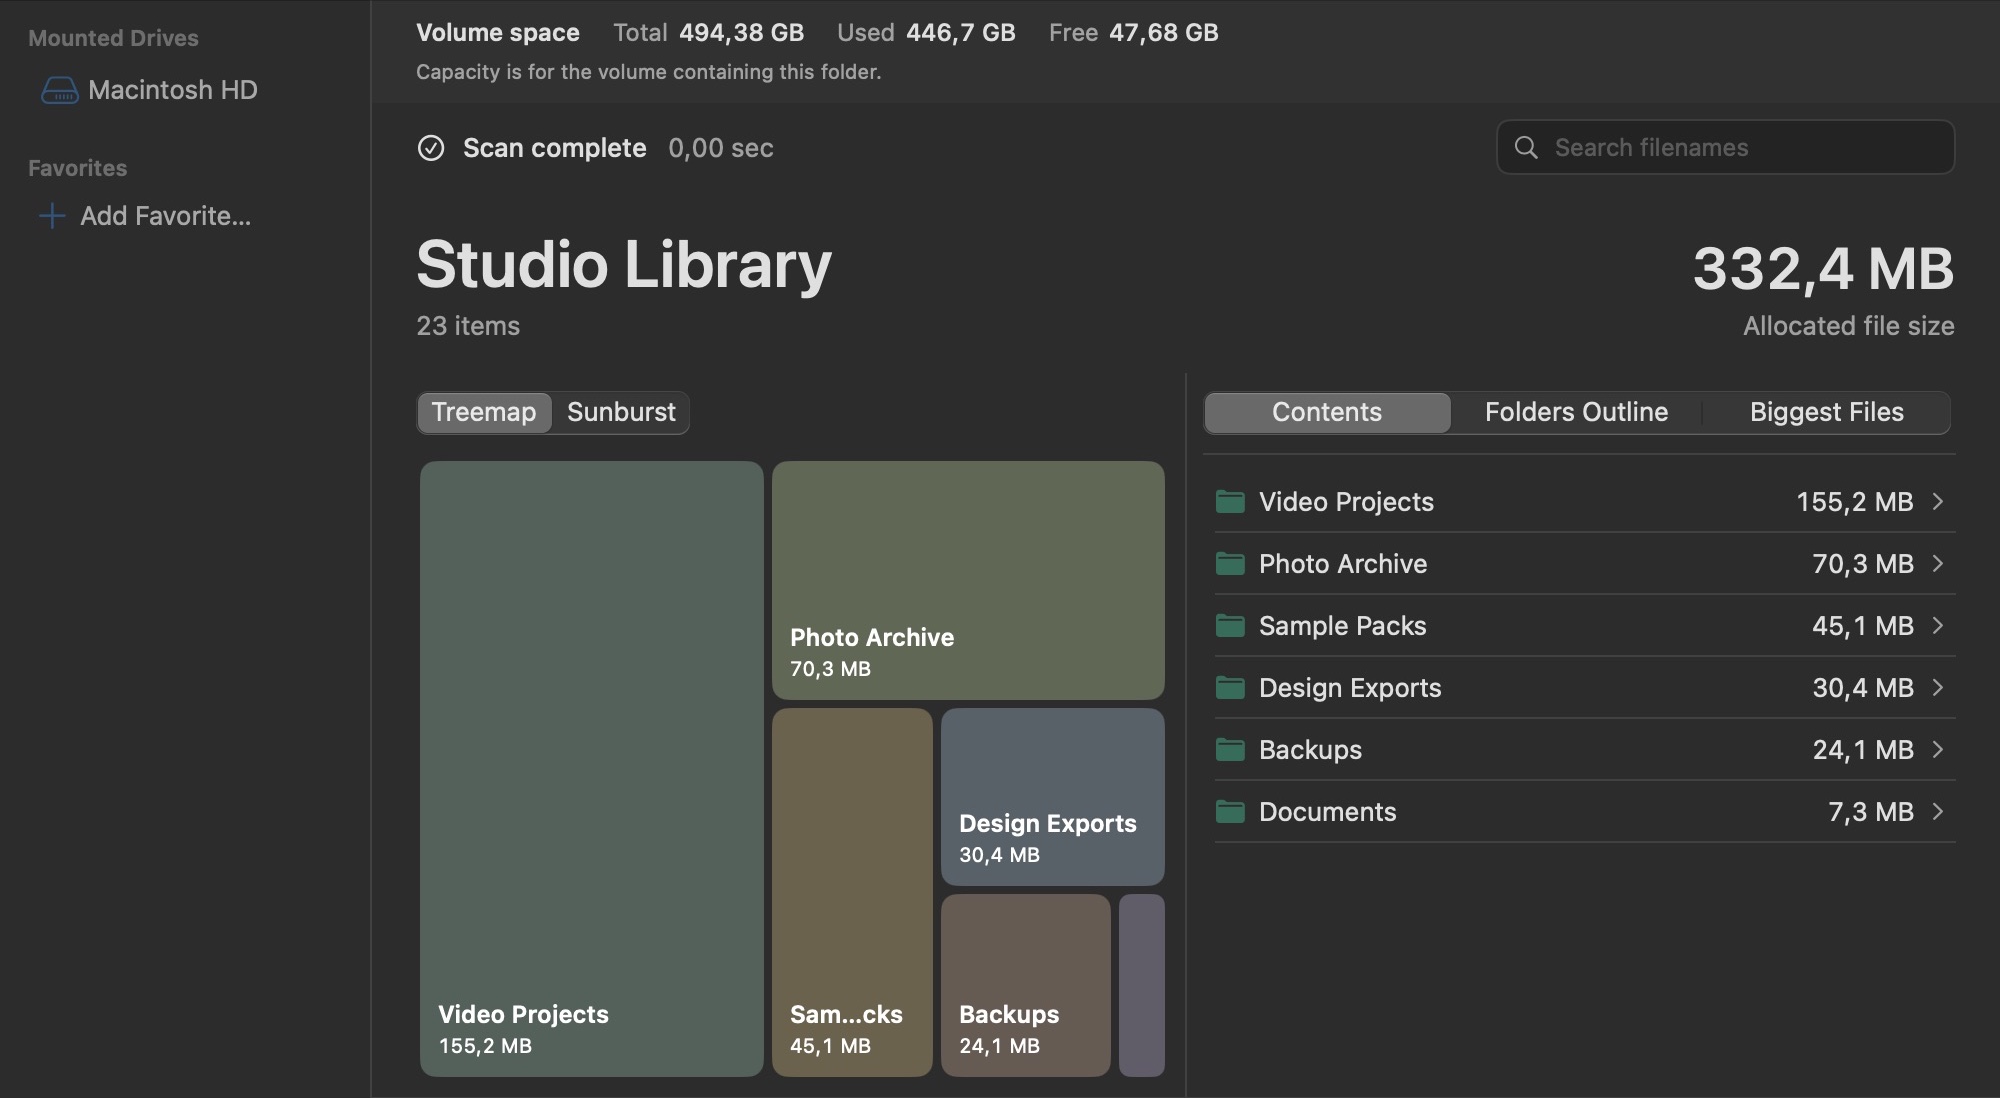 Mounted Drives
Macintosh HD
Favorites
Add Favorite...
Volume space Total 494,38 GB Used 446,7 GB Free 47,68 GB
Capacity is for the volume containing this folder.
Scan complete 0,00 sec
Search filenames
Studio Library
332,4 MB
23 items
Allocated file size
Treemap Sunburst
Video Projects
155,2 MB
Photo Archive
70,3 MB
Sam...cks
45,1 MB
Design Exports
30,4 MB
Backups
24,1 MB
Contents Folders Outline Biggest Files
Video Projects 155,2 MB
Photo Archive 70,3 MB
Sample Packs 45,1 MB
Design Exports 30,4 MB
Backups 24,1 MB
Documents 7,3 MB